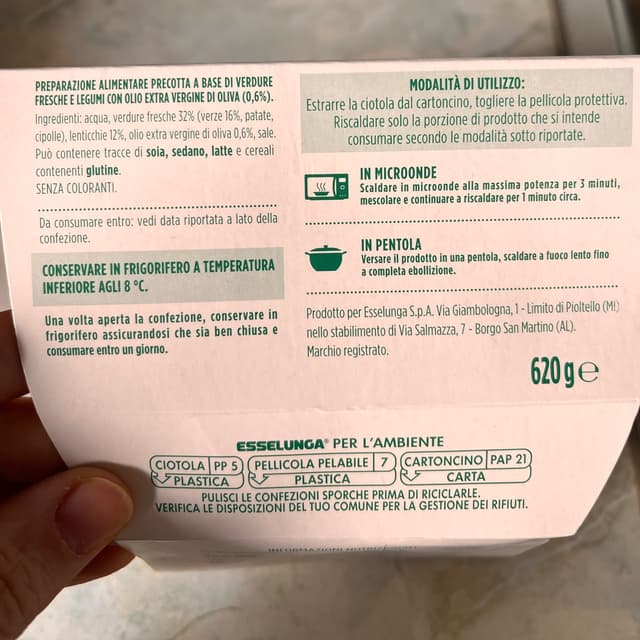 PREPARAZIONE ALIMENTARE PRECOTTA A BASE DI VERDURE
FRESCHE E LEGUMI CON OLIO EXTRA VERGINE DI OLIVA (0,6%).
Ingredienti: acqua, verdure fresche 32% (verze 16%, patate,
cipolle), lenticchie 12%, olio extra vergine di oliva 0,6%, sale.
Può contenere tracce di soia, sedano, latte e cereali
contenenti glutine.
SENZA COLORANTI.
Da consumare entro: vedi data riportata a lato della
confezione.
CONSERVARE IN FRIGORIFERO A TEMPERATURA
INFERIORE AGLI 8 °C.
Una volta aperta la confezione, conservare in
frigorifero assicurandosi che sia ben chiusa e
consumare entro un giorno.
MODALITÀ DI UTILIZZO:
Estrarre la ciotola dal cartoncino, togliere la pellicola protettiva.
Riscaldare solo la porzione di prodotto che si intende
consumare secondo le modalità sotto riportate.
IN MICROONDE
Scaldare in microonde alla massima potenza per 3 minuti,
mescolare e continuare a riscaldare per 1 minuto circa.
IN PENTOLA
Versare il prodotto in una pentola, scaldare a fuoco lento fino
a completa ebollizione.
Prodotto per Esselunga S.p.A. Via Giambologna, 1 - Limito di Pioltello (MI)
nello stabilimento di Via Salmazza, 7 - Borgo San Martino (AL).
Marchio registrato.
620 g e
ESSELUNGA® PER L'AMBIENTE
CIOTOLA PP 5 PELLICOLA PELABILE 7 CARTONCINO PAP 21
PLASTICA PLASTICA CARTA
PULISCI LE CONFEZIONI SPORCHE PRIMA DI RICICLARLE.
VERIFICA LE DISPOSIZIONI DEL TUO COMUNE PER LA GESTIONE DEI RIFIUTI.